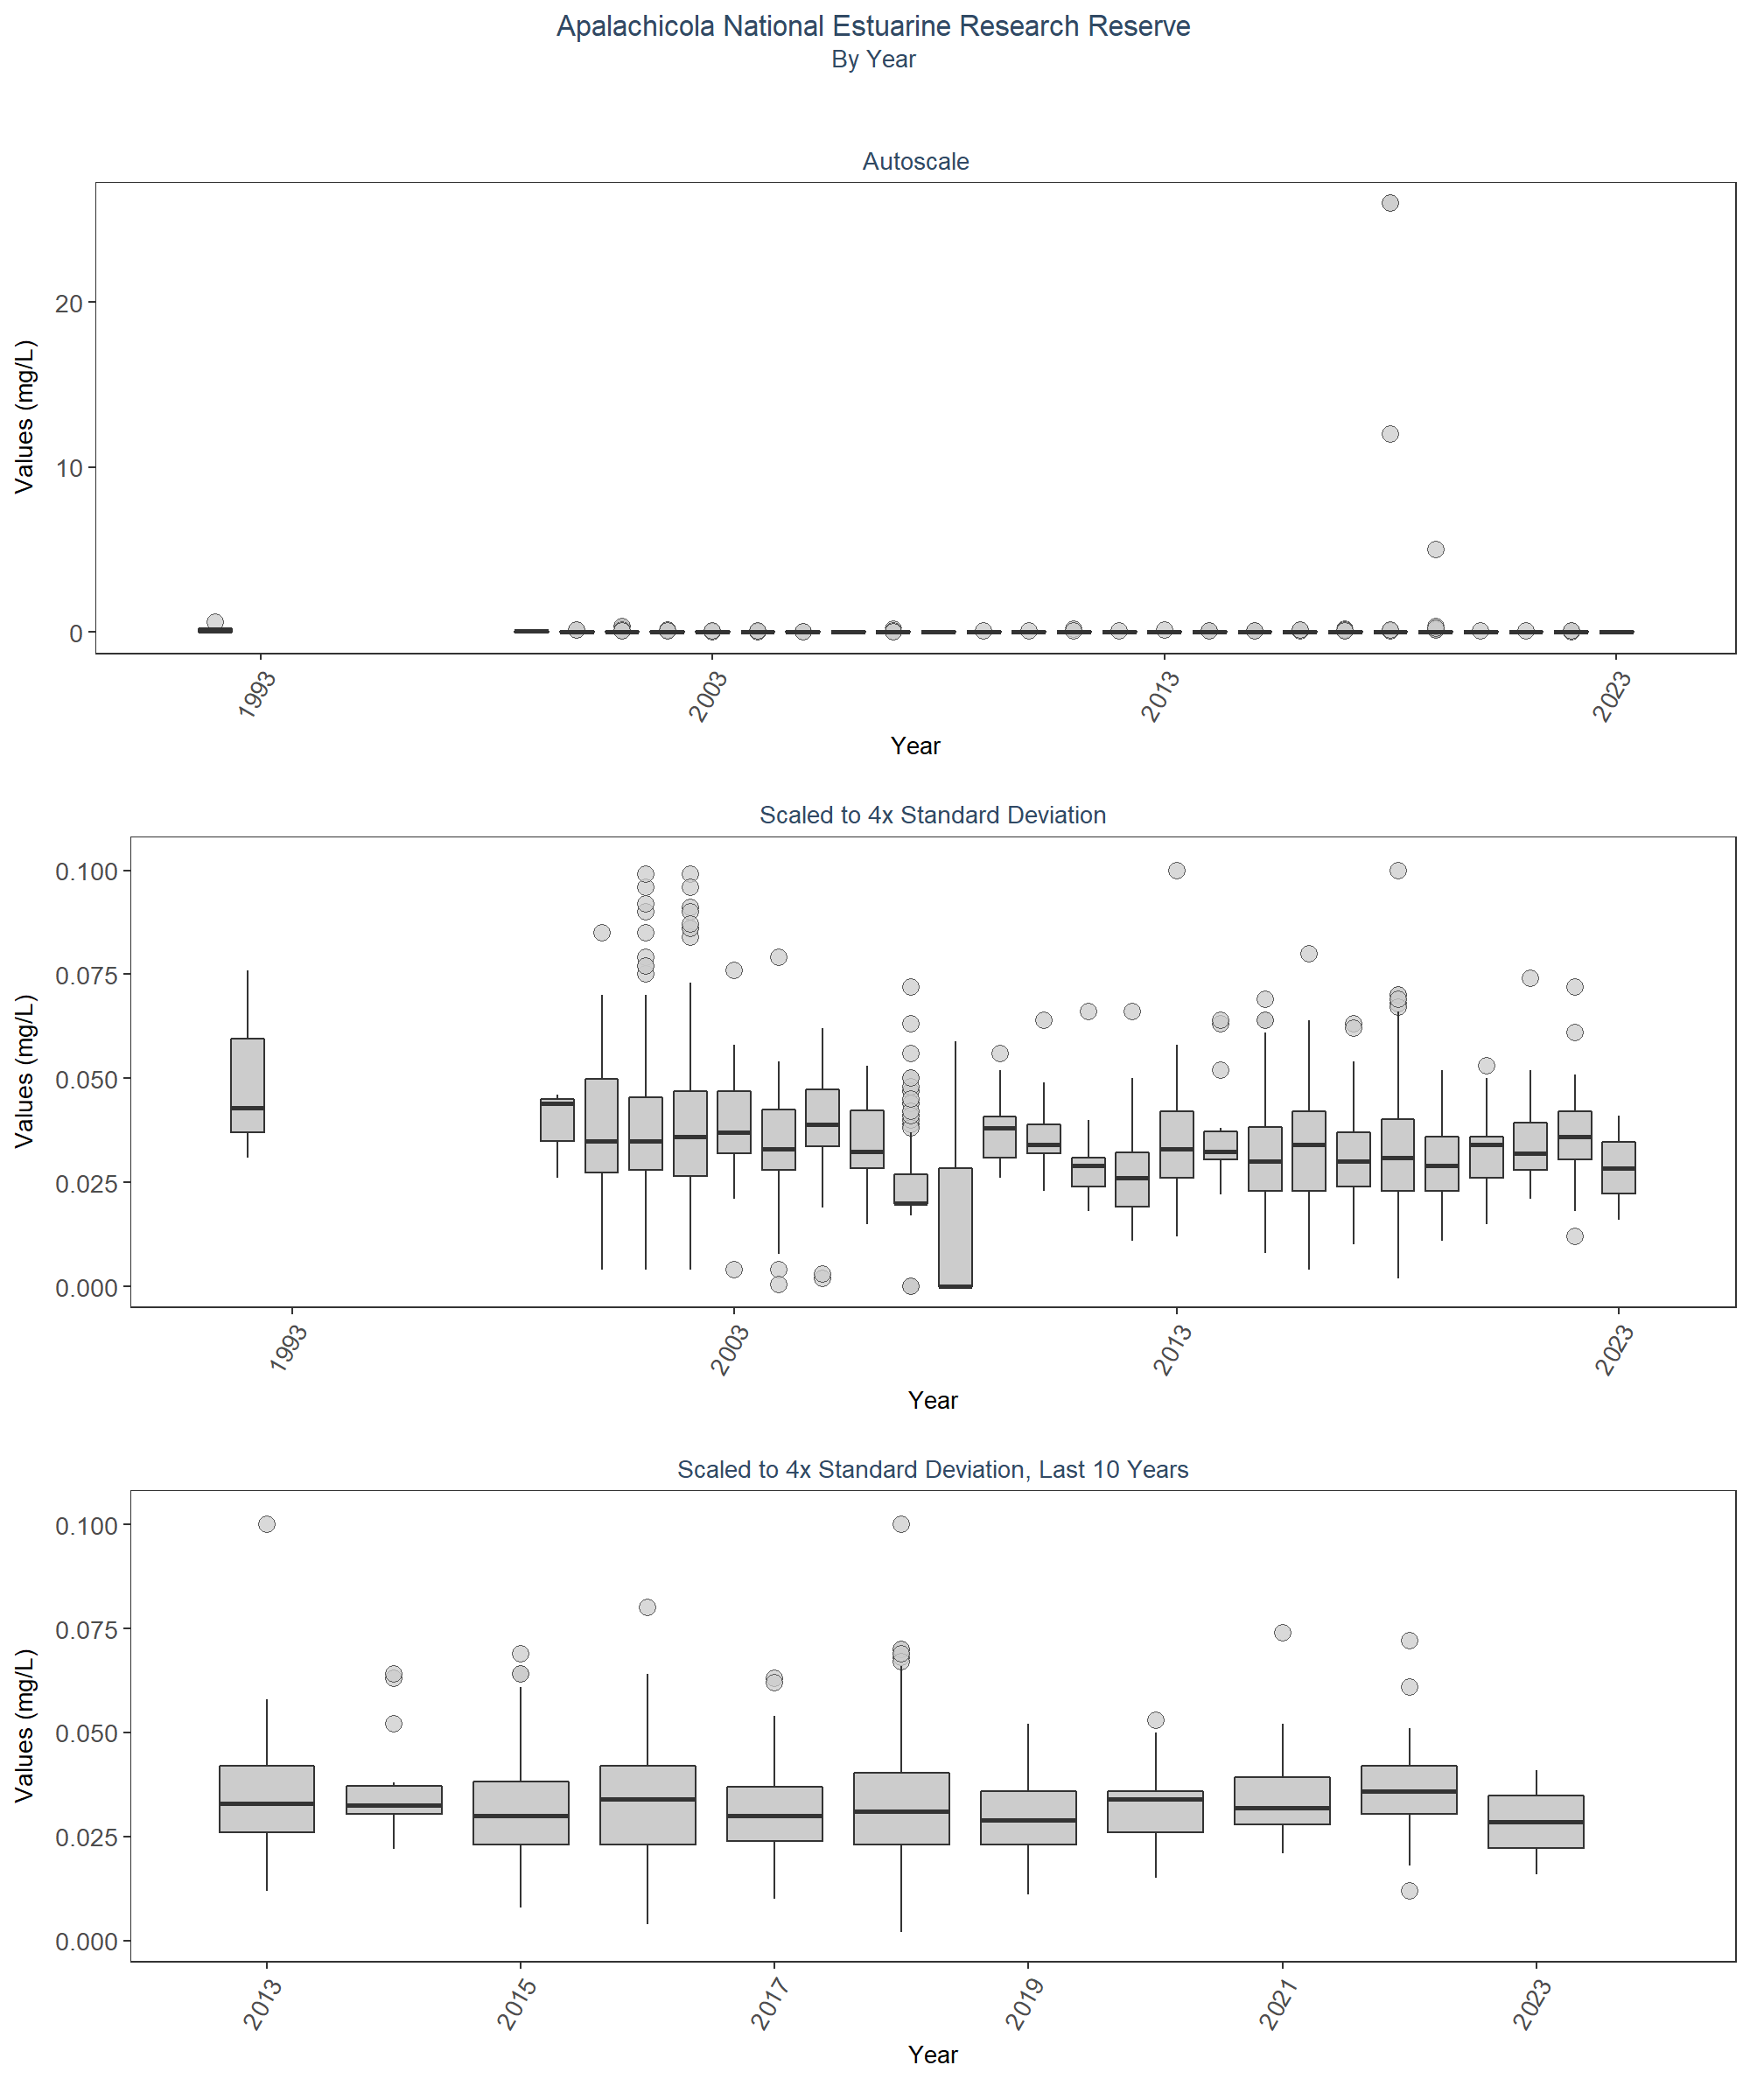 Apalachicola National Estuarine Research Reserve
By Year
Autoscale
Values (mg/L)
20
10
0
1993
2003
2013
2023
Year
Scaled to 4x Standard Deviation
Values (mg/L)
0.100
0.075
0.050
0.025
0.000
1993
2003
2013
2023
Year
Scaled to 4x Standard Deviation, Last 10 Years
Values (mg/L)
0.100
0.075
0.050
0.025
0.000
2013
2015
2017
2019
2021
2023
Year